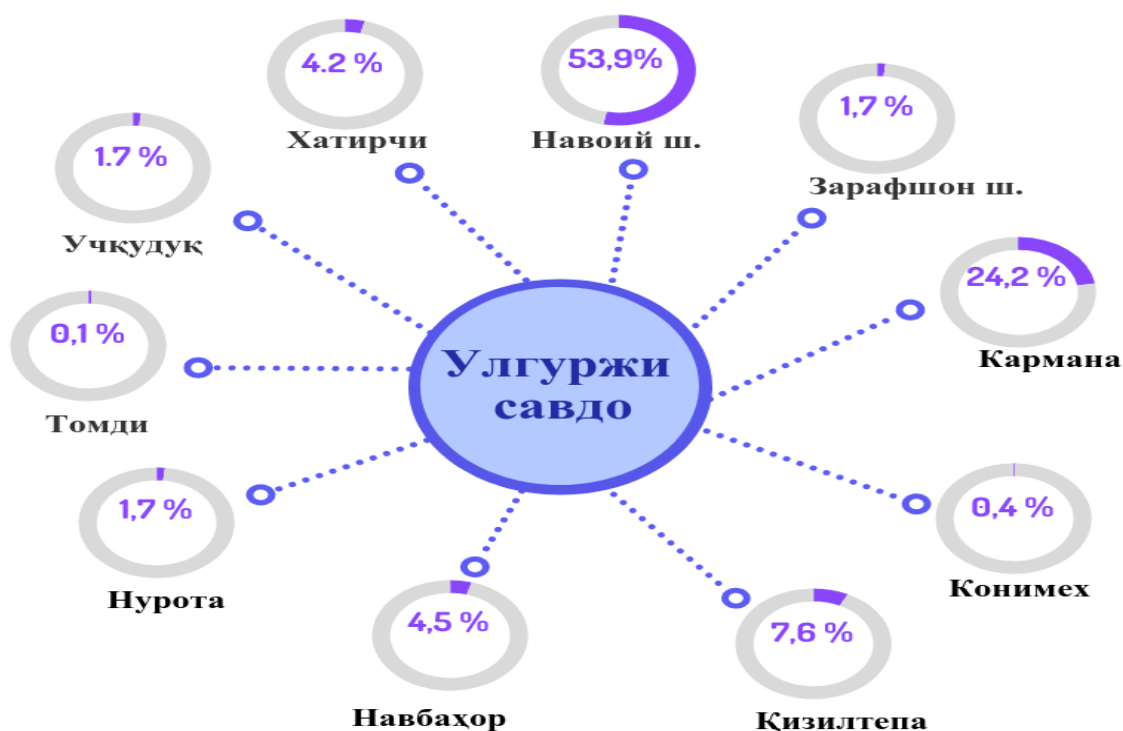 4.2 %
Хатирчи
53,9%
Навоий ш.
1,7 %
Зарафшон ш.
1.7 %
Учқудуқ
24,2 %
Кармана
0,1 %
Томди
Улгуржи
савдо
1,7 %
Нурота
0,4 %
Конимех
4,5 %
Навбаҳор
7,6 %
Қизилтепа